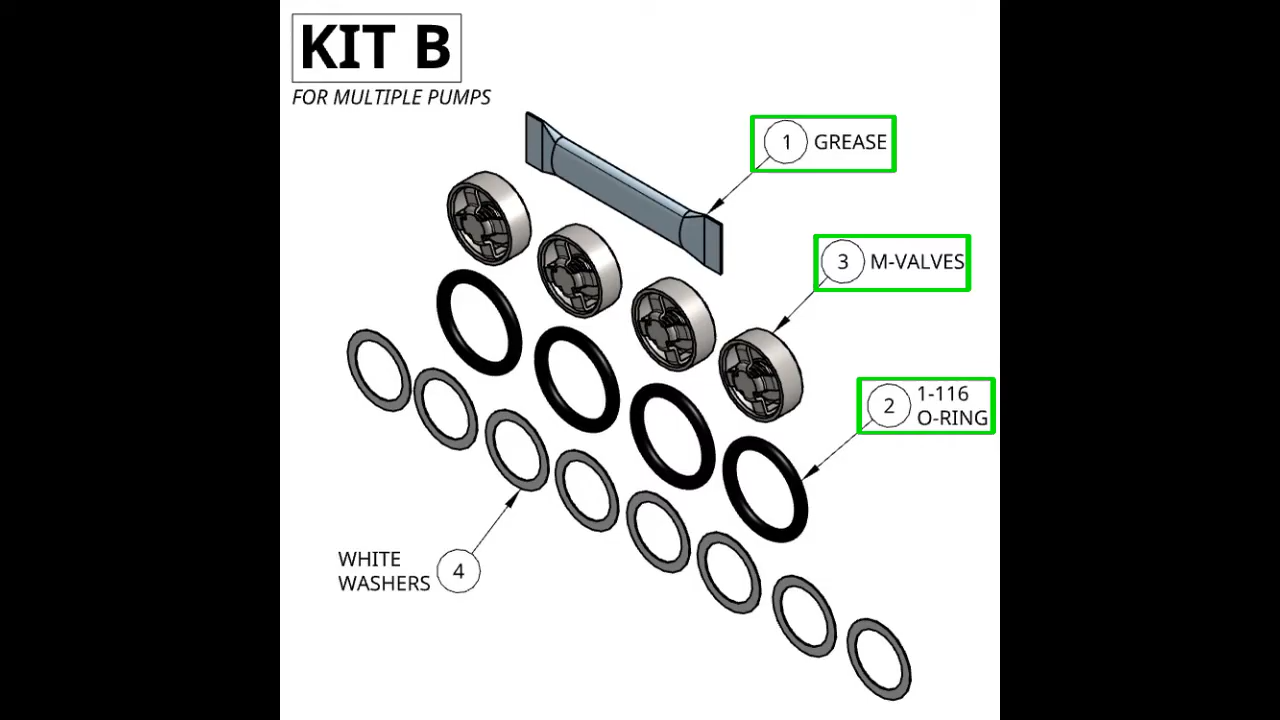 KIT B
FOR MULTIPLE PUMPS
1 GREASE
3 M-VALVES
2 1-116
O-RING
WHITE
WASHERS 4